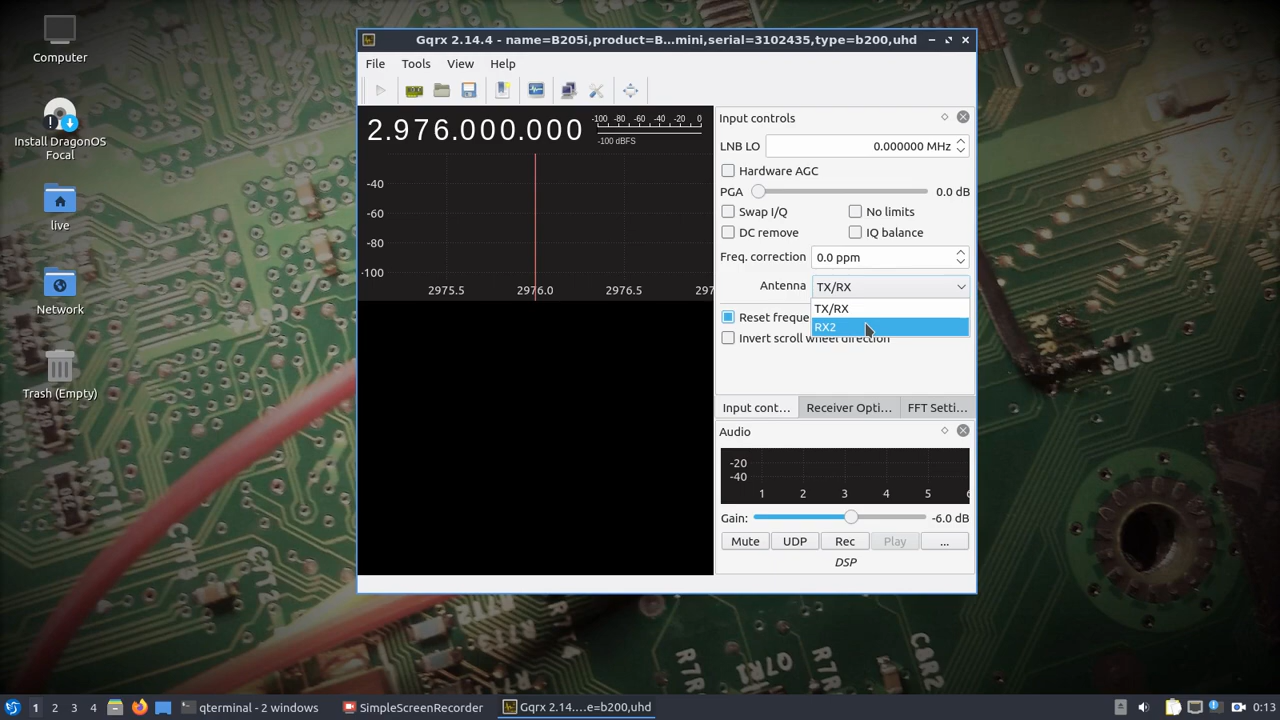 Computer
Install DragonOS
Focal
live
Network
Trash (Empty)
Gqrx 2.14.4 - name=B205i,product=B...mini,serial=3102435,type=b200,uhd
File Tools View Help
2.976.000.000
-100 -80 -60 -40 -20 0
-100 dBFS
-40
-60
-80
-100
2975.5 2976.0 2976.5 297
Input controls
LNB LO 0.000000 MHz
Hardware AGC
PGA 0.0 dB
Swap I/Q No limits
DC remove IQ balance
Freq. correction 0.0 ppm
Antenna TX/RX
TX/RX
Reset freque
RX2
Invert scroll wheel direction
Input cont... Receiver Opti... FFT Setti...
Audio
-20
-40
1 2 3 4 5 6
Gain: -6.0 dB
Mute UDP Rec Play ...
DSP
R7R
C8R2
1 2 3 4 qterminal - 2 windows SimpleScreenRecorder Gqrx 2.14....e=b200,uhd 0:13